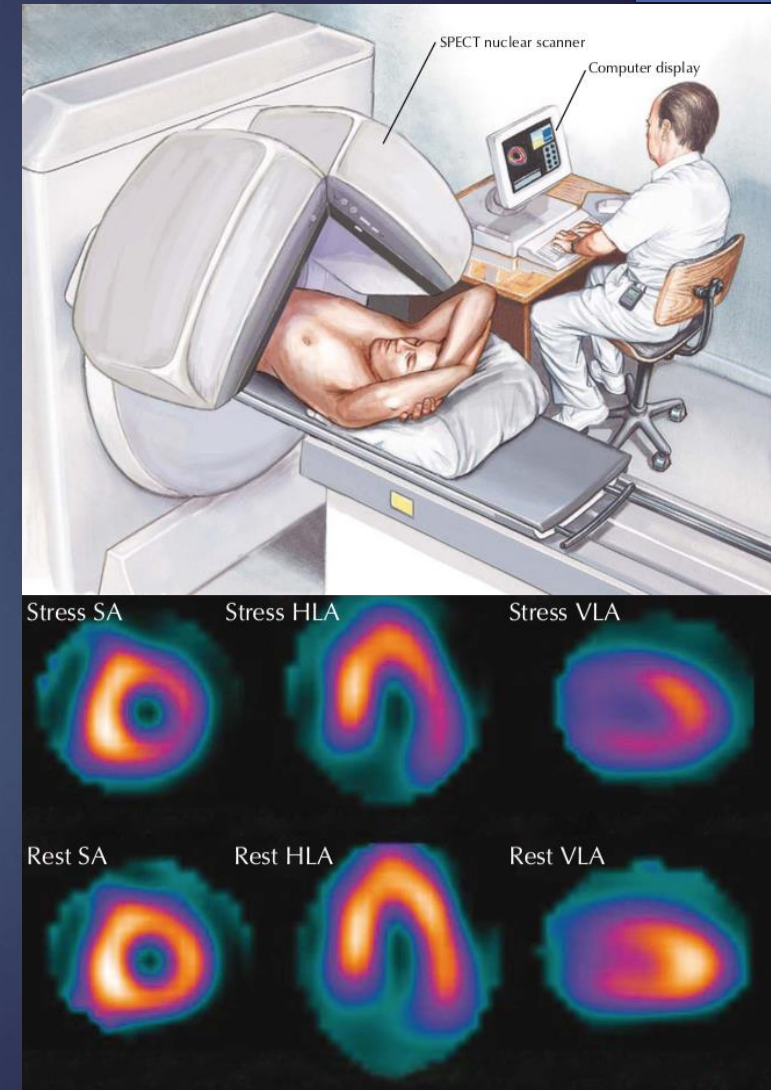 SPECT nuclear scanner
Computer display
Stress SA
Stress HLA
Stress VLA
Rest SA
Rest HLA
Rest VLA